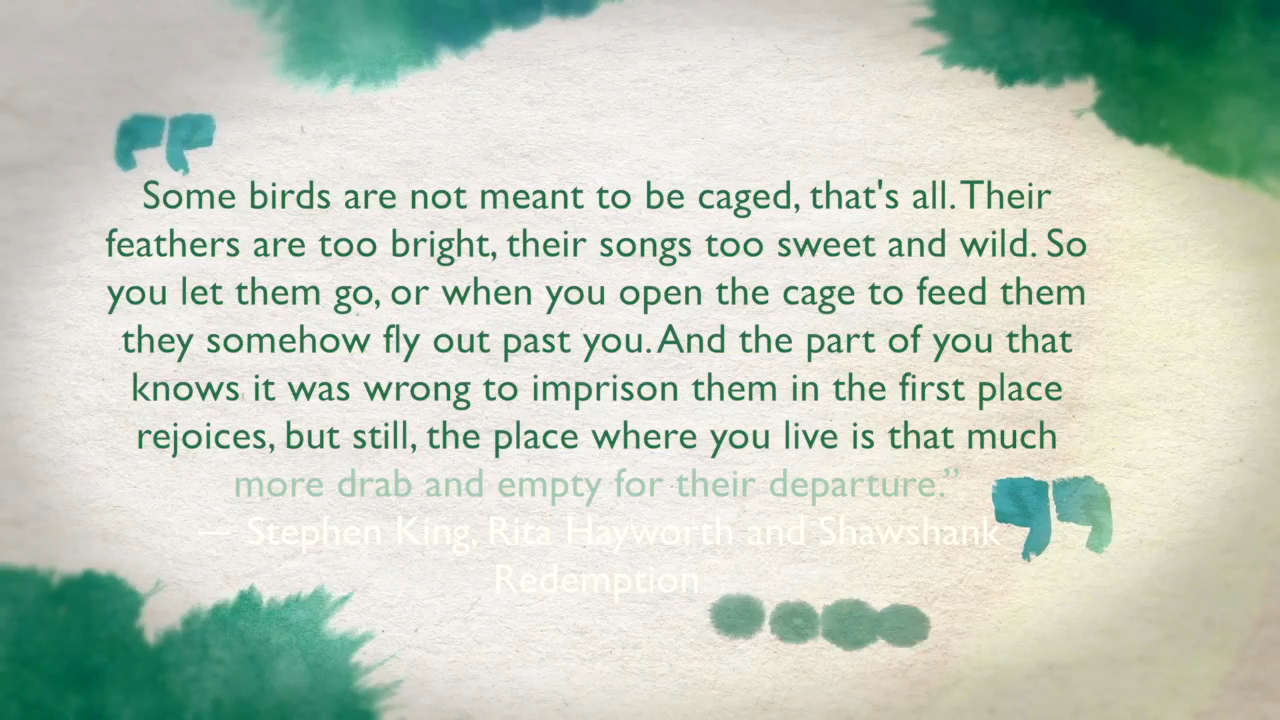 Some birds are not meant to be caged, that's all. Their
feathers are too bright, their songs too sweet and wild. So
you let them go, or when you open the cage to feed them
they somehow fly out past you. And the part of you that
knows it was wrong to imprison them in the first place
rejoices, but still, the place where you live is that much
more drab and empty for their departure.”
— Stephen King, Rita Hayworth and Shawshank
Redemption